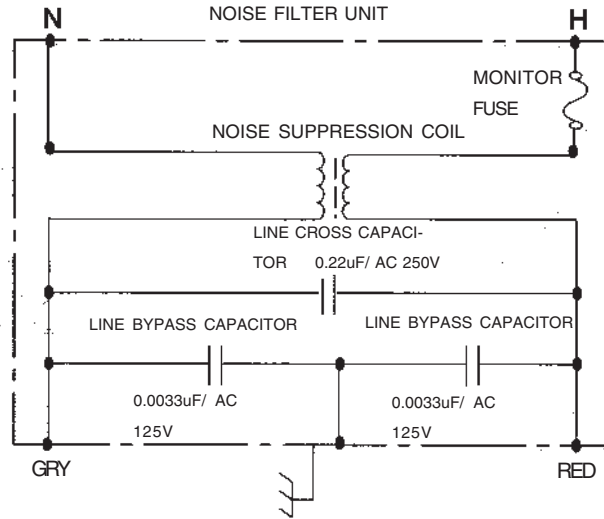 N
NOISE FILTER UNIT
H
MONITOR
FUSE
NOISE SUPPRESSION COIL
LINE CROSS CAPACI-
TOR 0.22uF/ AC 250V
LINE BYPASS CAPACITOR
LINE BYPASS CAPACITOR
0.0033uF/ AC
125V
0.0033uF/ AC
125V
GRY
RED